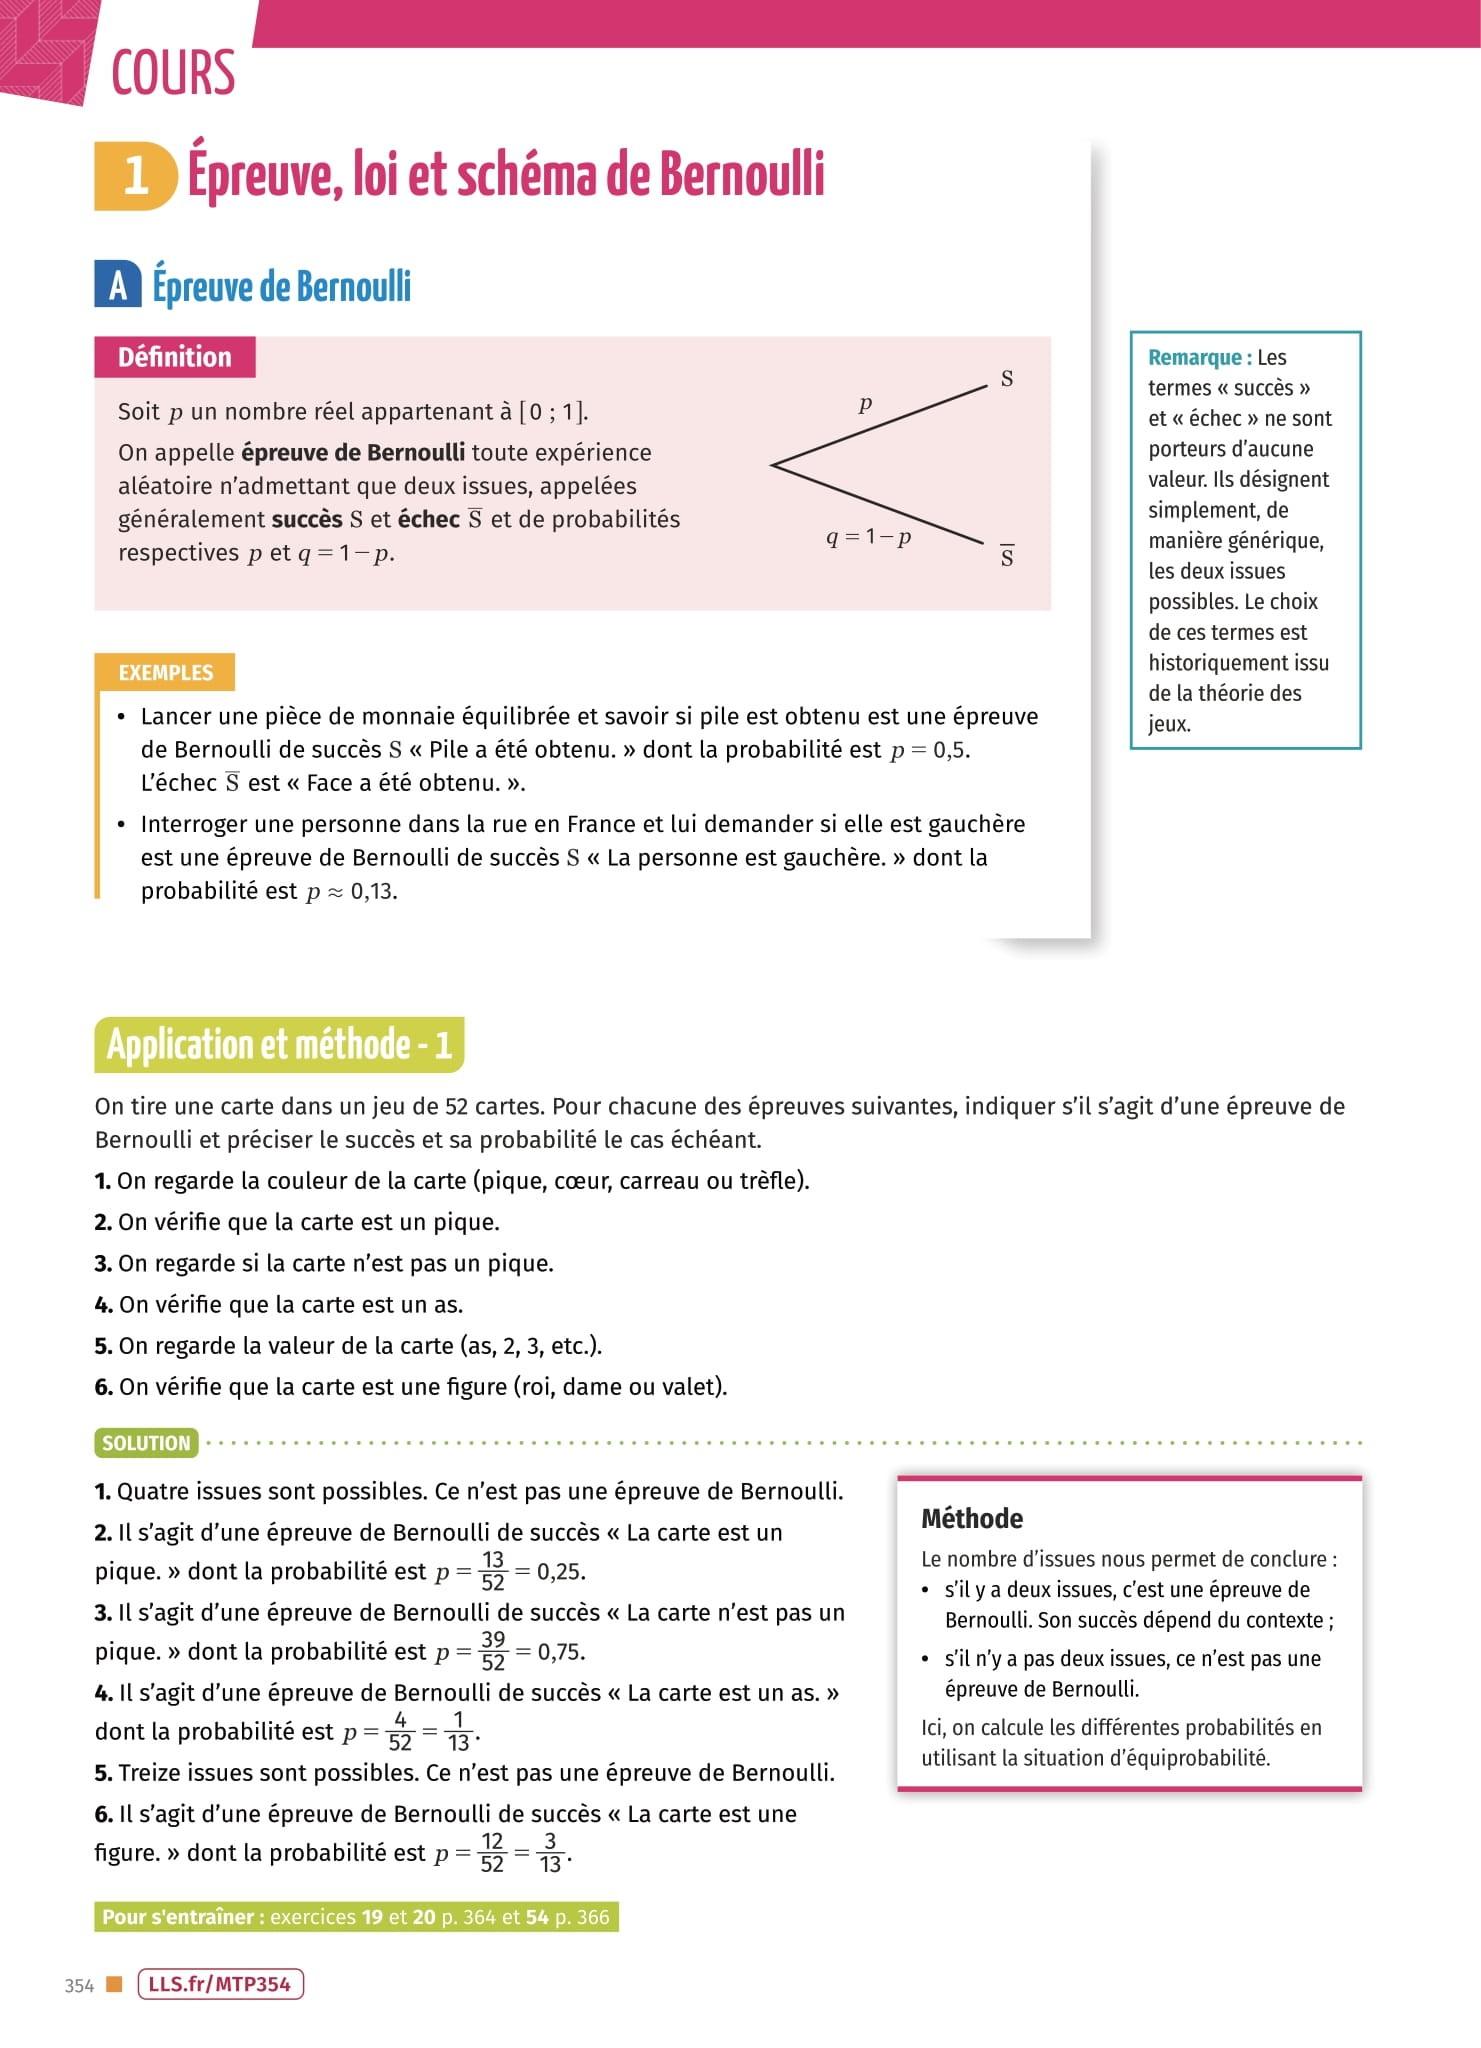 COURS
1 Épreuve, loi et schéma de Bernoulli
A Épreuve de Bernoulli
Définition
Soit p un nombre réel appartenant à [0 ; 1].
On appelle épreuve de Bernoulli toute expérience
aléatoire n’admettant que deux issues, appelées
généralement succès S et échec S̅ et de probabilités
respectives p et q = 1 − p.
p
S
q = 1 − p
S̅
Remarque : Les
termes « succès »
et « échec » ne sont
porteurs d’aucune
valeur. Ils désignent
simplement, de
manière générique,
les deux issues
possibles. Le choix
de ces termes est
historiquement issu
de la théorie des
jeux.
EXEMPLES
• Lancer une pièce de monnaie équilibrée et savoir si pile est obtenu est une épreuve
de Bernoulli de succès S « Pile a été obtenu. » dont la probabilité est p = 0,5.
L’échec S̅ est « Face a été obtenu. ».
• Interroger une personne dans la rue en France et lui demander si elle est gauchère
est une épreuve de Bernoulli de succès S « La personne est gauchère. » dont la
probabilité est p ≈ 0,13.
Application et méthode - 1
On tire une carte dans un jeu de 52 cartes. Pour chacune des épreuves suivantes, indiquer s’il s’agit d’une épreuve de
Bernoulli et préciser le succès et sa probabilité le cas échéant.
1. On regarde la couleur de la carte (pique, cœur, carreau ou trèfle).
2. On vérifie que la carte est un pique.
3. On regarde si la carte n’est pas un pique.
4. On vérifie que la carte est un as.
5. On regarde la valeur de la carte (as, 2, 3, etc.).
6. On vérifie que la carte est une figure (roi, dame ou valet).
SOLUTION
1. Quatre issues sont possibles. Ce n’est pas une épreuve de Bernoulli.
2. Il s’agit d’une épreuve de Bernoulli de succès « La carte est un
pique. » dont la probabilité est p = 13/52 = 0,25.
3. Il s’agit d’une épreuve de Bernoulli de succès « La carte n’est pas un
pique. » dont la probabilité est p = 39/52 = 0,75.
4. Il s’agit d’une épreuve de Bernoulli de succès « La carte est un as. »
dont la probabilité est p = 4/52 = 1/13.
5. Treize issues sont possibles. Ce n’est pas une épreuve de Bernoulli.
6. Il s’agit d’une épreuve de Bernoulli de succès « La carte est une
figure. » dont la probabilité est p = 12/52 = 3/13.
Méthode
Le nombre d’issues nous permet de conclure :
• s’il y a deux issues, c’est une épreuve de
Bernoulli. Son succès dépend du contexte ;
• s’il n’y a pas deux issues, ce n’est pas une
épreuve de Bernoulli.
Ici, on calcule les différentes probabilités en
utilisant la situation d’équiprobabilité.
Pour s'entraîner : exercices 19 et 20 p. 364 et 54 p. 366
354
LLS.fr/MTP354